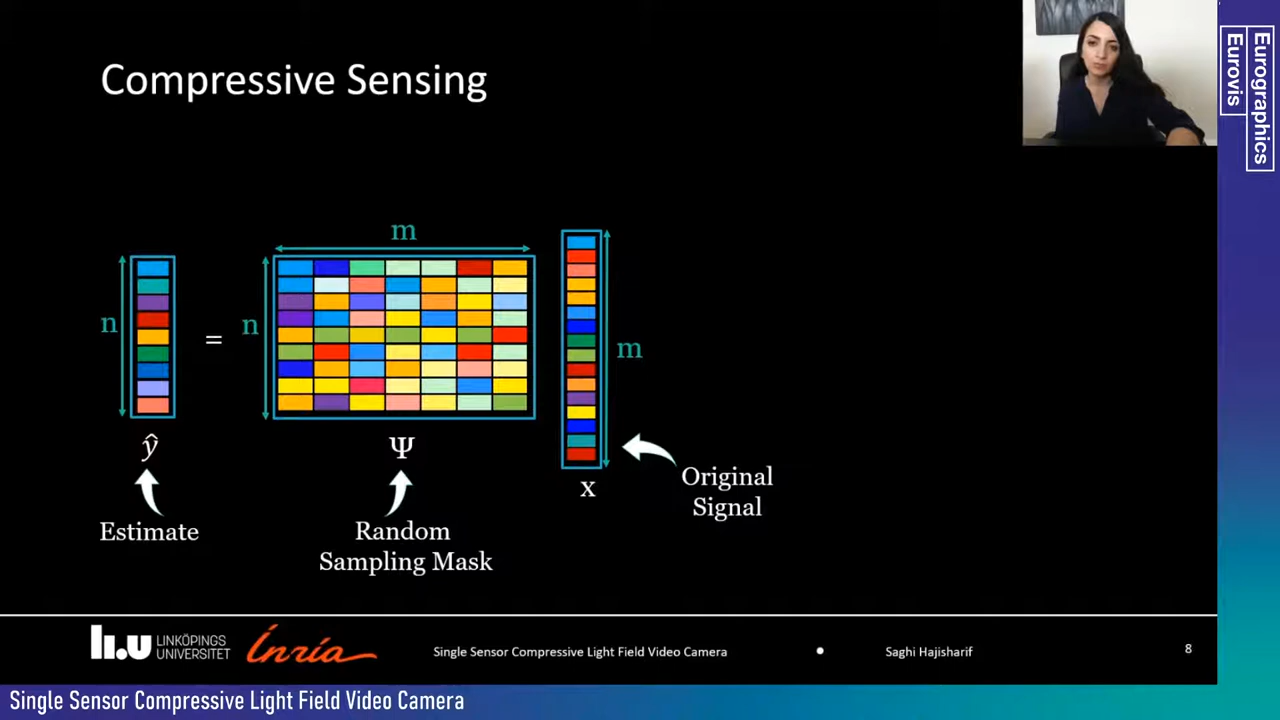 Compressive Sensing
Eurographics
Eurovis
m
n
=
n
m
ŷ
Ψ
x
Estimate
Random
Sampling Mask
Original
Signal
li.u LINKÖPINGS
UNIVERSITET
Inria
Single Sensor Compressive Light Field Video Camera
●
Saghi Hajisharif
8
Single Sensor Compressive Light Field Video Camera